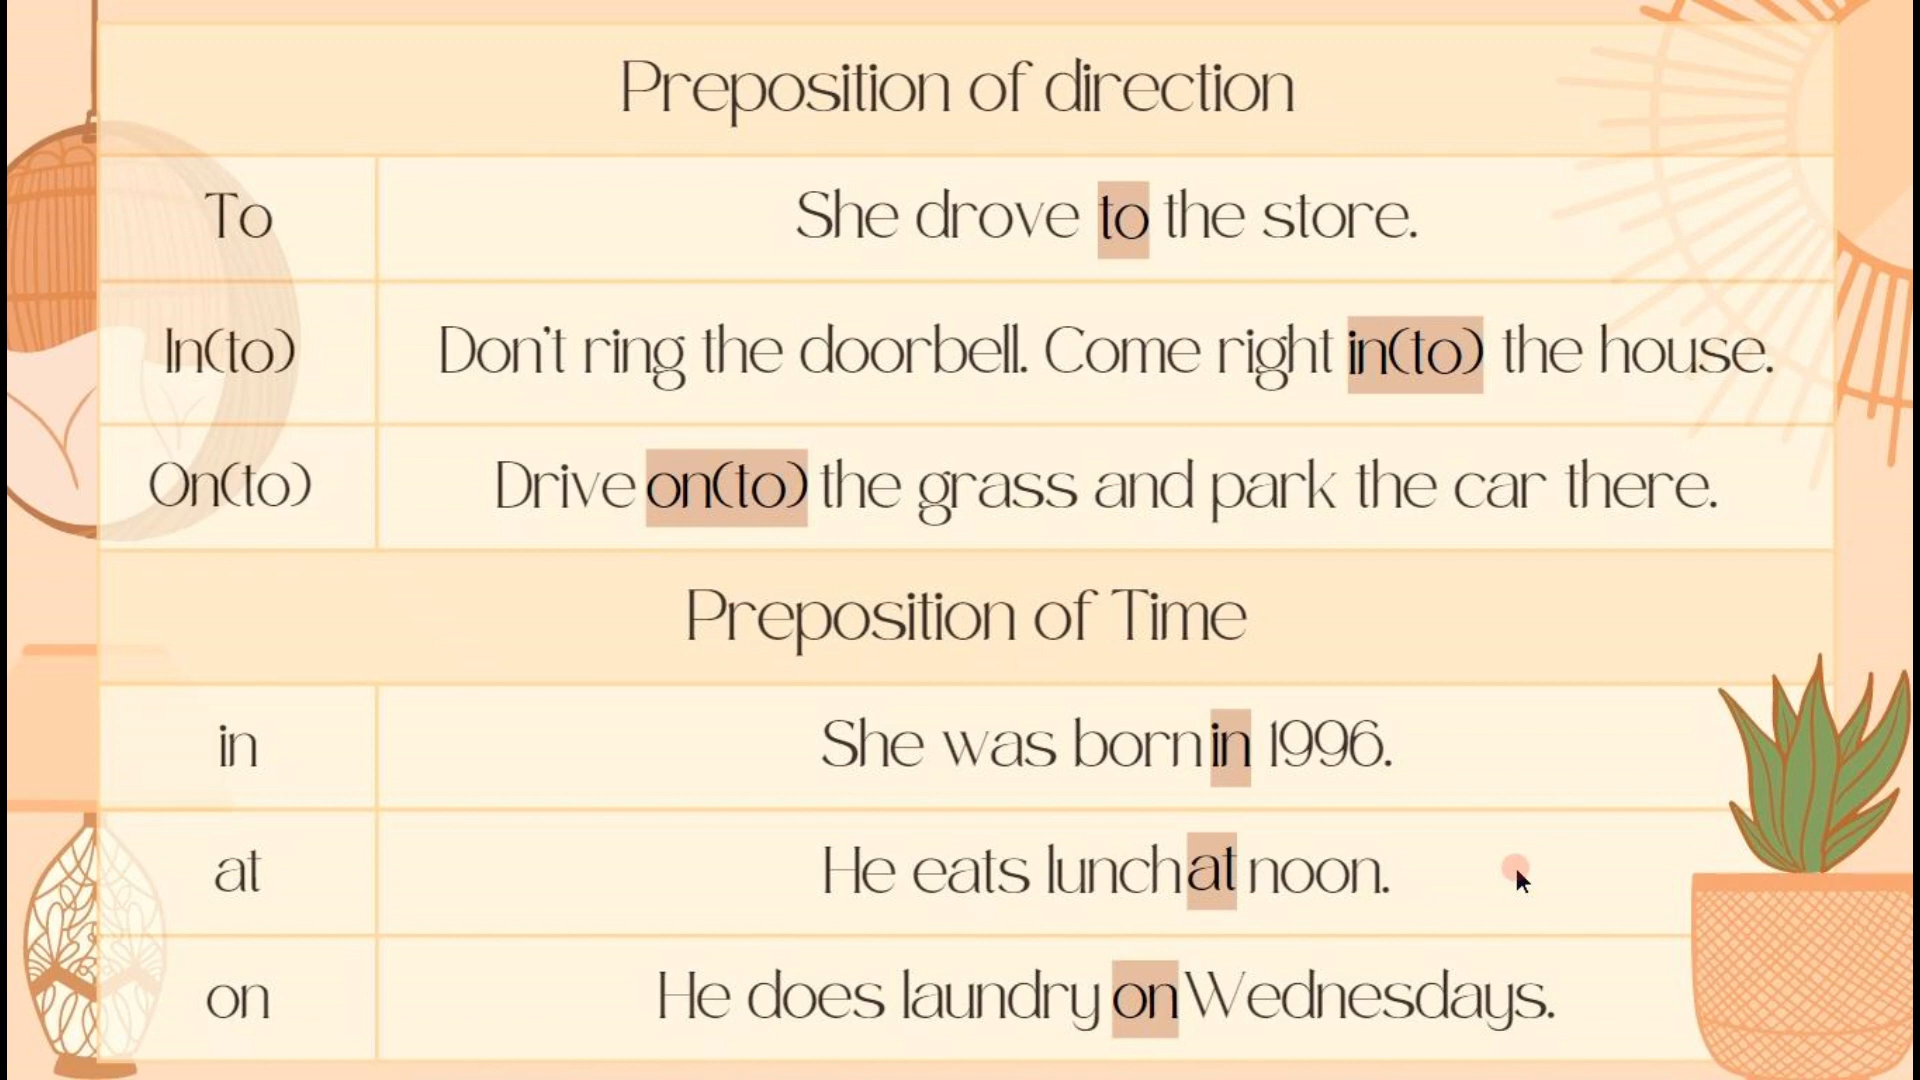 Preposition of direction
To
She drove to the store.
In(to)
Don't ring the doorbell. Come right in(to) the house.
On(to)
Drive on(to) the grass and park the car there.
Preposition of Time
in
She was born in 1996.
at
He eats lunch at noon.
on
He does laundry on Wednesdays.